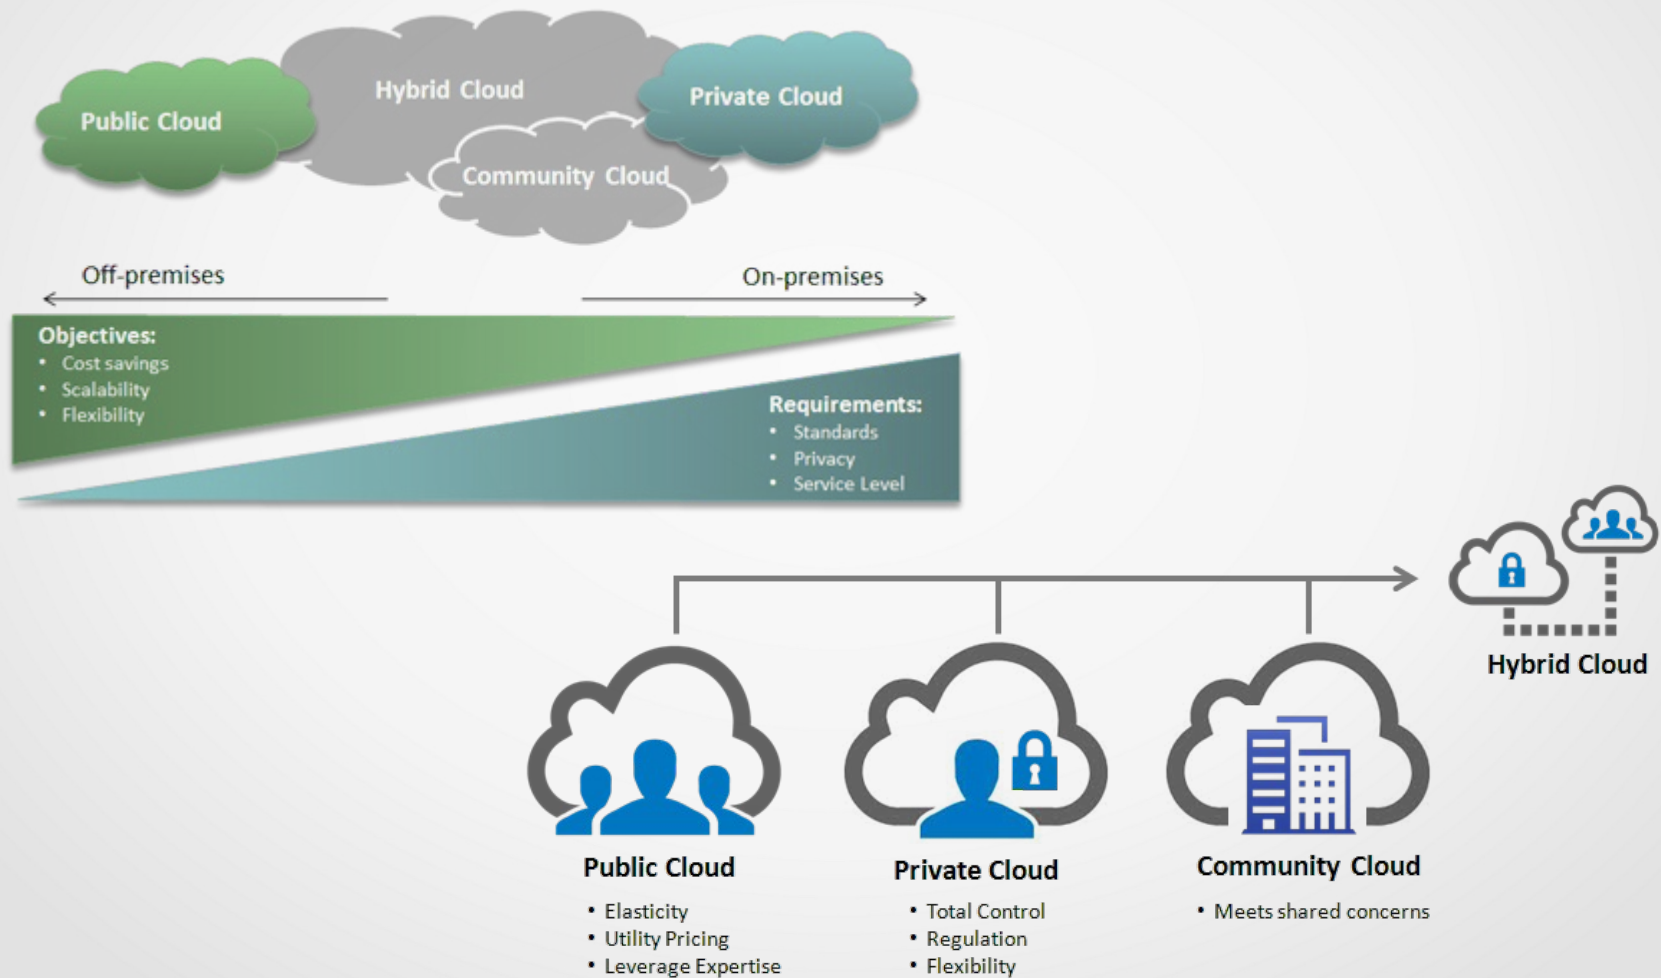 Hybrid Cloud
Private Cloud
Public Cloud
Community Cloud
Off-premises
On-premises
Objectives:
• Cost savings
• Scalability
• Flexibility
Requirements:
• Standards
• Privacy
• Service Level
Hybrid Cloud
Public Cloud
• Elasticity
• Utility Pricing
• Leverage Expertise
Private Cloud
• Total Control
• Regulation
• Flexibility
Community Cloud
• Meets shared concerns